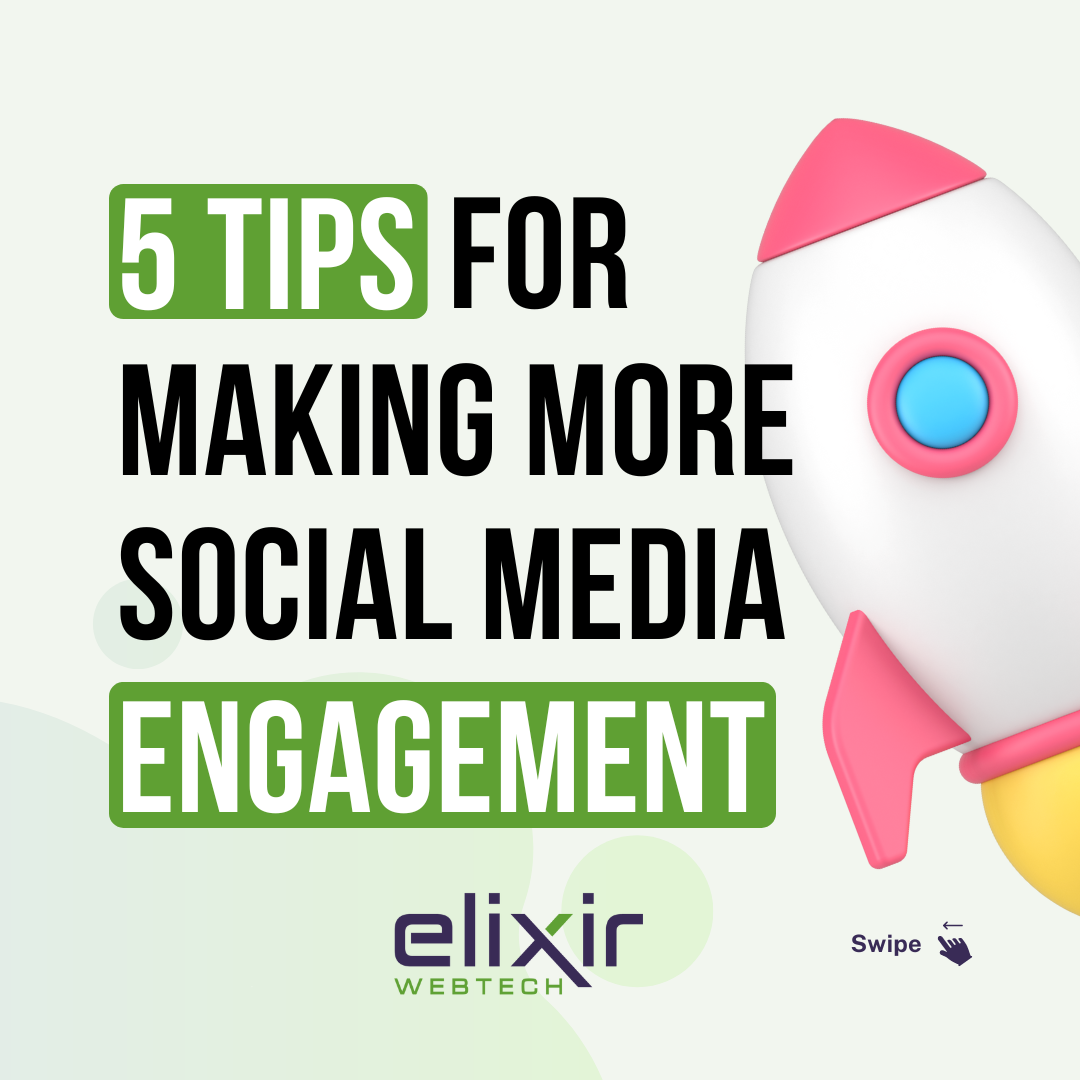 5 TIPS FOR
MAKING MORE
SOCIAL MEDIA
ENGAGEMENT
elixir
WEBTECH
Swipe